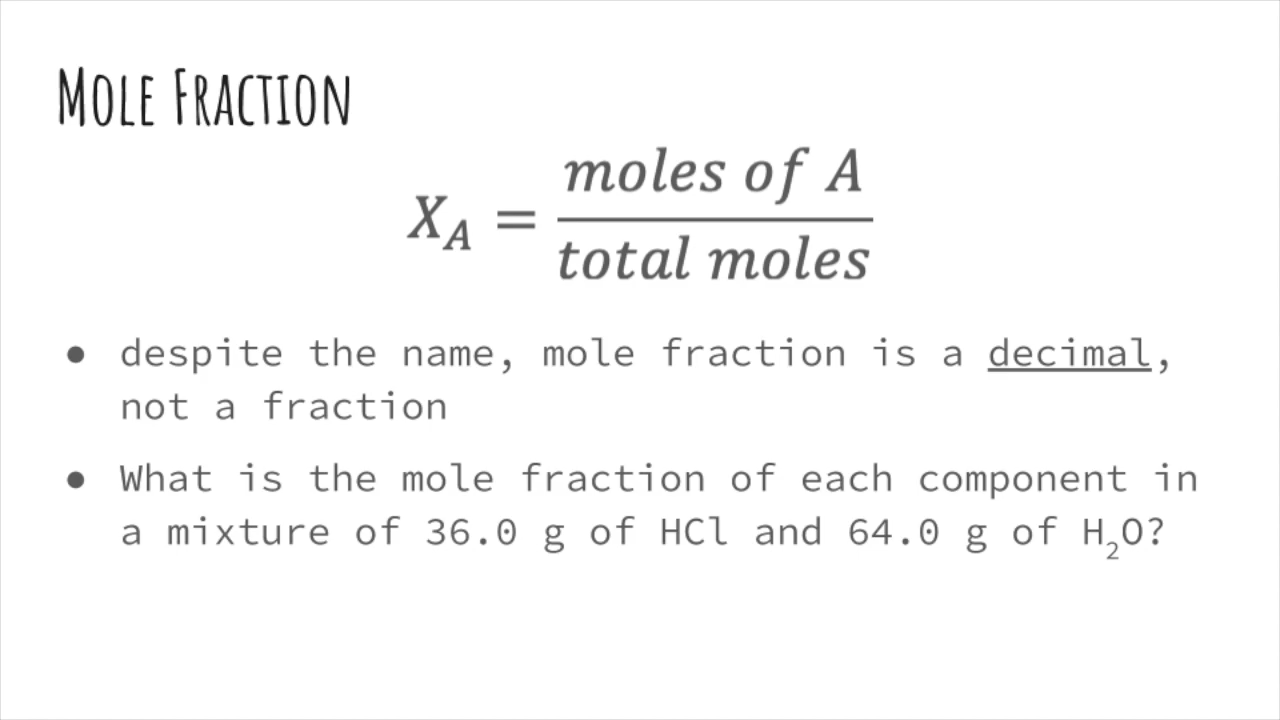 Mole Fraction
X_A = moles of A / total moles
● despite the name, mole fraction is a decimal,
not a fraction
● What is the mole fraction of each component in
a mixture of 36.0 g of HCl and 64.0 g of H₂O?